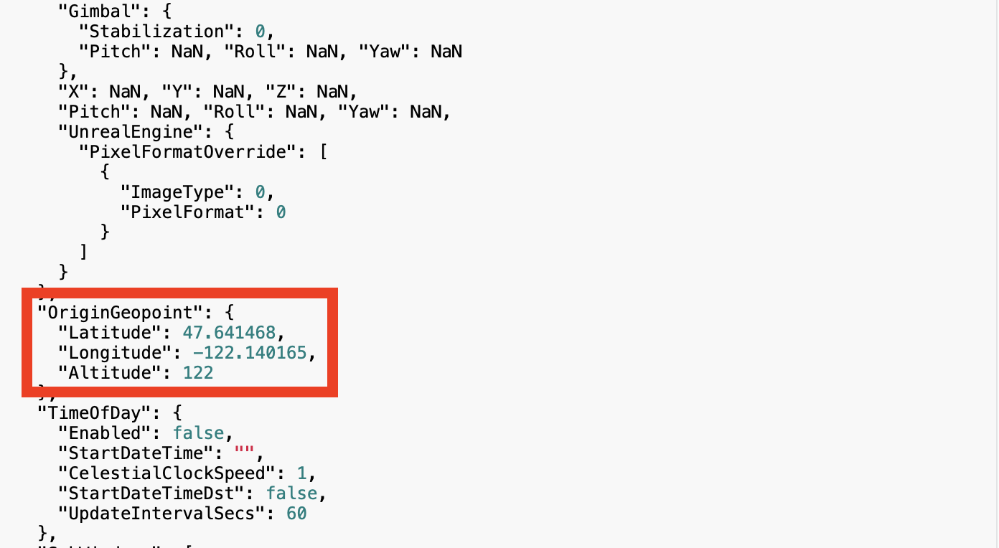 "Gimbal": {
"Stabilization": 0,
"Pitch": NaN, "Roll": NaN, "Yaw": NaN
},
"X": NaN, "Y": NaN, "Z": NaN,
"Pitch": NaN, "Roll": NaN, "Yaw": NaN,
"UnrealEngine": {
"PixelFormatOverride": [
{
"ImageType": 0,
"PixelFormat": 0
}
]
}
},
"OriginGeopoint": {
"Latitude": 47.641468,
"Longitude": -122.140165,
"Altitude": 122
},
"TimeOfDay": {
"Enabled": false,
"StartDateTime": "",
"CelestialClockSpeed": 1,
"StartDateTimeDst": false,
"UpdateIntervalSecs": 60
},